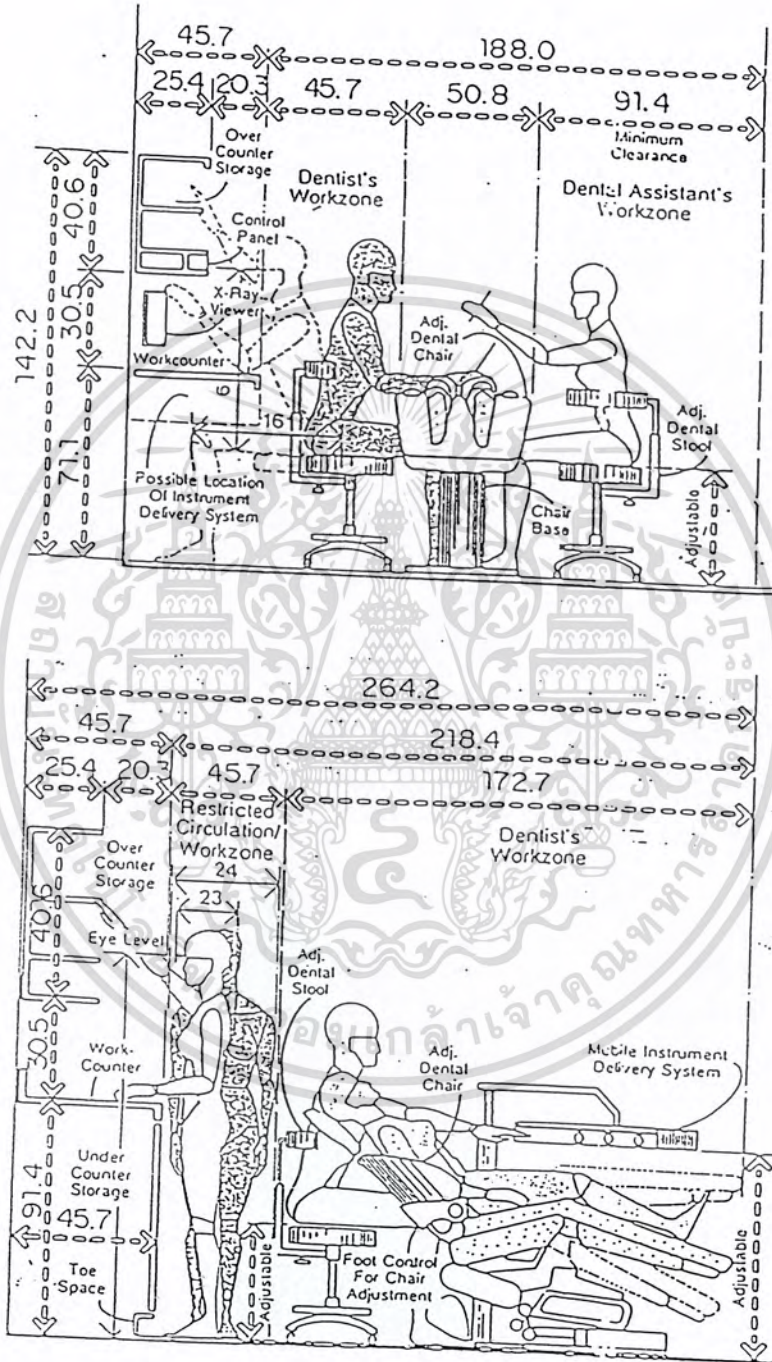 45.7 188.0
25.4 20.3 45.7 50.8 91.4
Minimum
Clearance
Over
Counter
Storage
Dentist's
Workzone
Dental Assistant's
Workzone
Control
Panel
X-Ray
Viewer
Adj.
Dental
Chair
Workcounter
142.2
40.6
30.5
71.1
6
16
Adj.
Dental
Stool
Possible Location
Of Instrument
Delivery System
Chair
Base
Adjustable
264.2
45.7 218.4
25.4 20.3 45.7 172.7
Restricted
Circulation/
Workzone
Dentist's
Workzone
Over
Counter
Storage
24
23
40.6
Eye Level
Adj.
Dental
Stool
30.5
Work-
Counter
Adj.
Dental
Chair
Mobile Instrument
Delivery System
Under
Counter
Storage
91.4
45.7
Toe
Space
Adjustable
Foot Control
For Chair
Adjustment
Adjustable